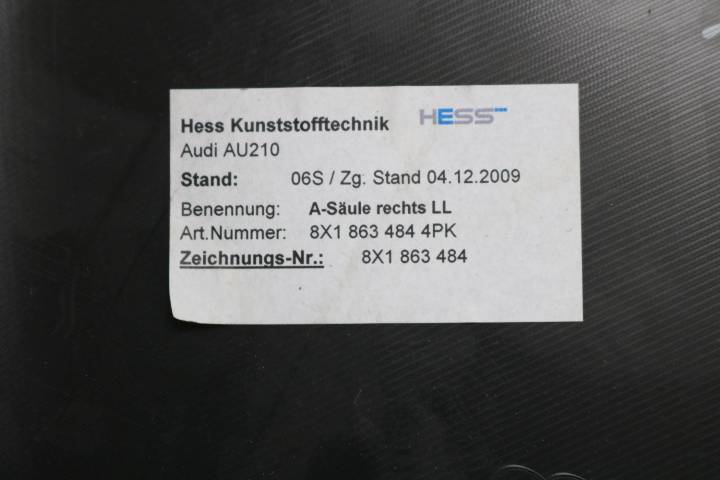 Hess Kunststofftechnik HESS
Audi AU210
Stand: 06S / Zg. Stand 04.12.2009
Benennung: A-Säule rechts LL
Art.Nummer: 8X1 863 484 4PK
Zeichnungs-Nr.: 8X1 863 484